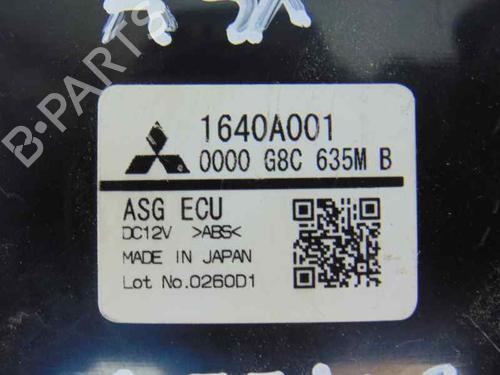 B-PARTS
1640A001
0000 G8C 635M B
ASG ECU
DC12V >ABS<
MADE IN JAPAN
Lot No.0260D1